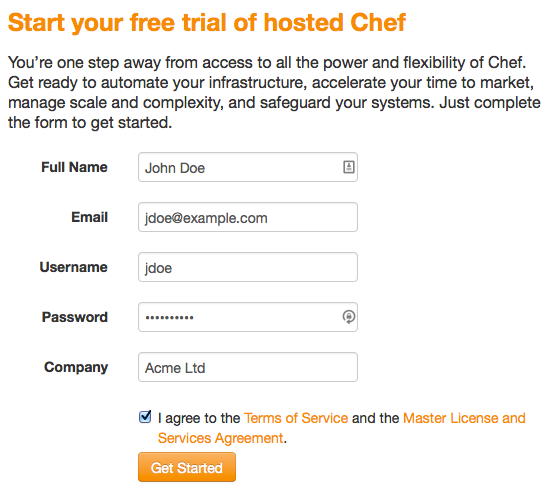 Start your free trial of hosted Chef
You're one step away from access to all the power and flexibility of Chef.
Get ready to automate your infrastructure, accelerate your time to market,
manage scale and complexity, and safeguard your systems. Just complete
the form to get started.
Full Name John Doe
Email jdoe@example.com
Username jdoe
Password ••••••••••
Company Acme Ltd
I agree to the Terms of Service and the Master License and
Services Agreement.
Get Started